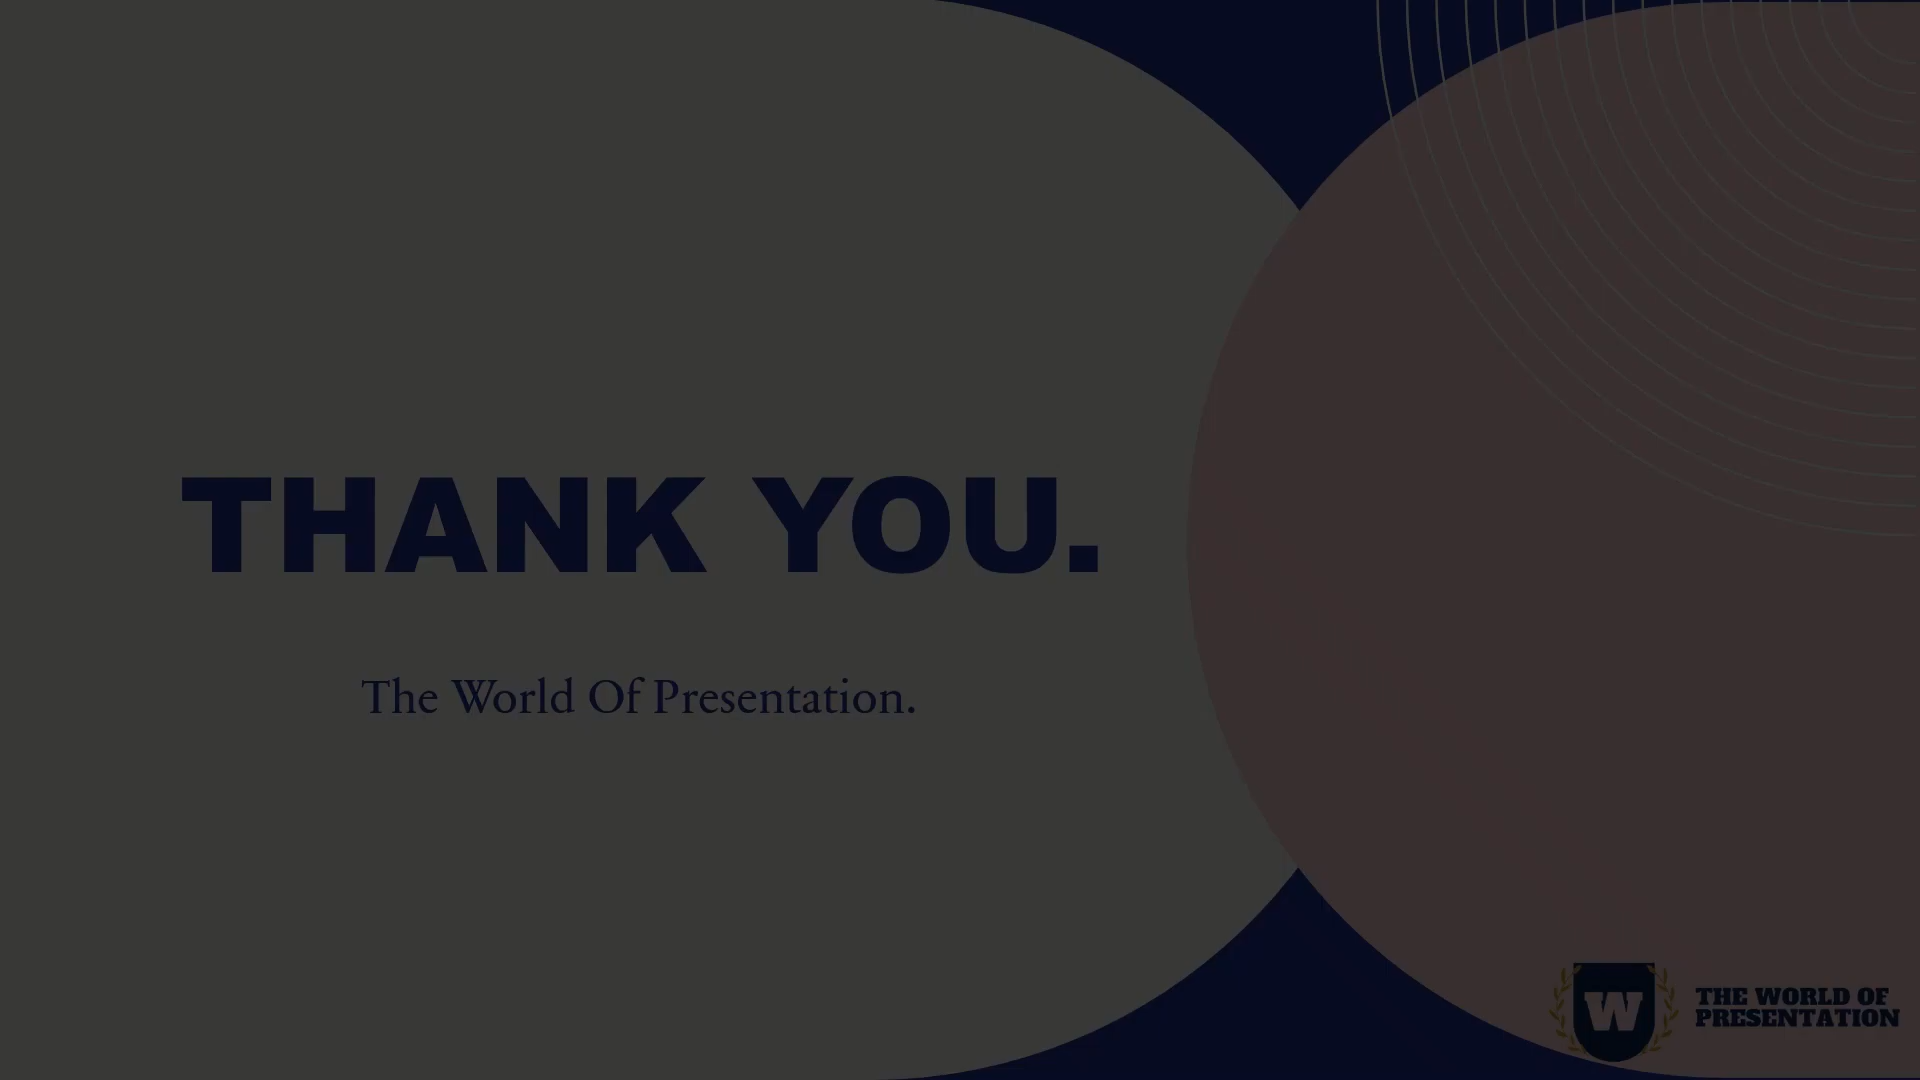 THANK YOU.
The World Of Presentation.
W
THE WORLD OF
PRESENTATION